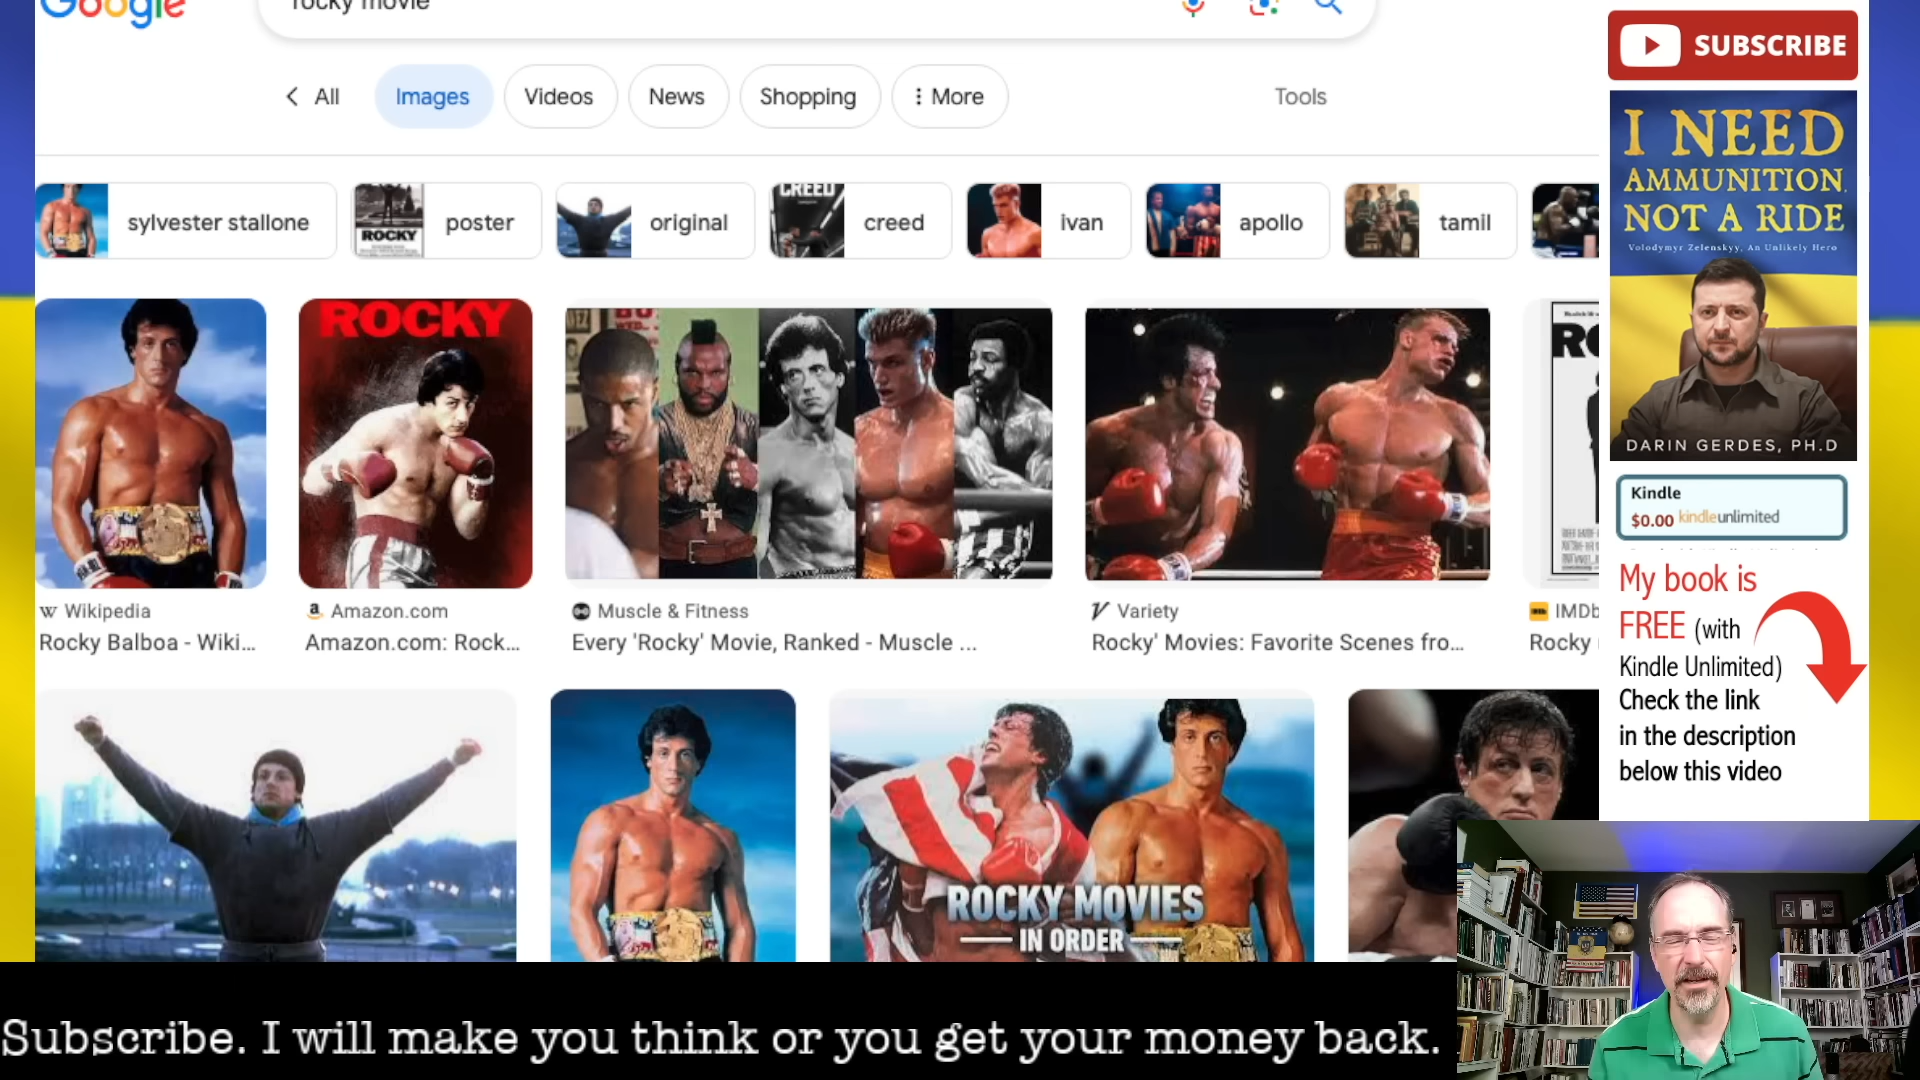 Google
rocky movie
All
Images
Videos
News
Shopping
More
Tools
sylvester stallone
poster
original
creed
ivan
apollo
tamil
ROCKY
CREED
ROCKY
W Wikipedia
Rocky Balboa - Wiki...
a Amazon.com
Amazon.com: Rock...
Muscle & Fitness
Every 'Rocky' Movie, Ranked - Muscle ...
V Variety
Rocky' Movies: Favorite Scenes fro...
IMDb
Rocky
ROCKY MOVIES
IN ORDER
SUBSCRIBE
I NEED
AMMUNITION,
NOT A RIDE
Volodymyr Zelenskyy, An Unlikely Hero
DARIN GERDES, PH.D
Kindle
$0.00 kindleunlimited
My book is
FREE (with
Kindle Unlimited)
Check the link
in the description
below this video
Subscribe. I will make you think or you get your money back.